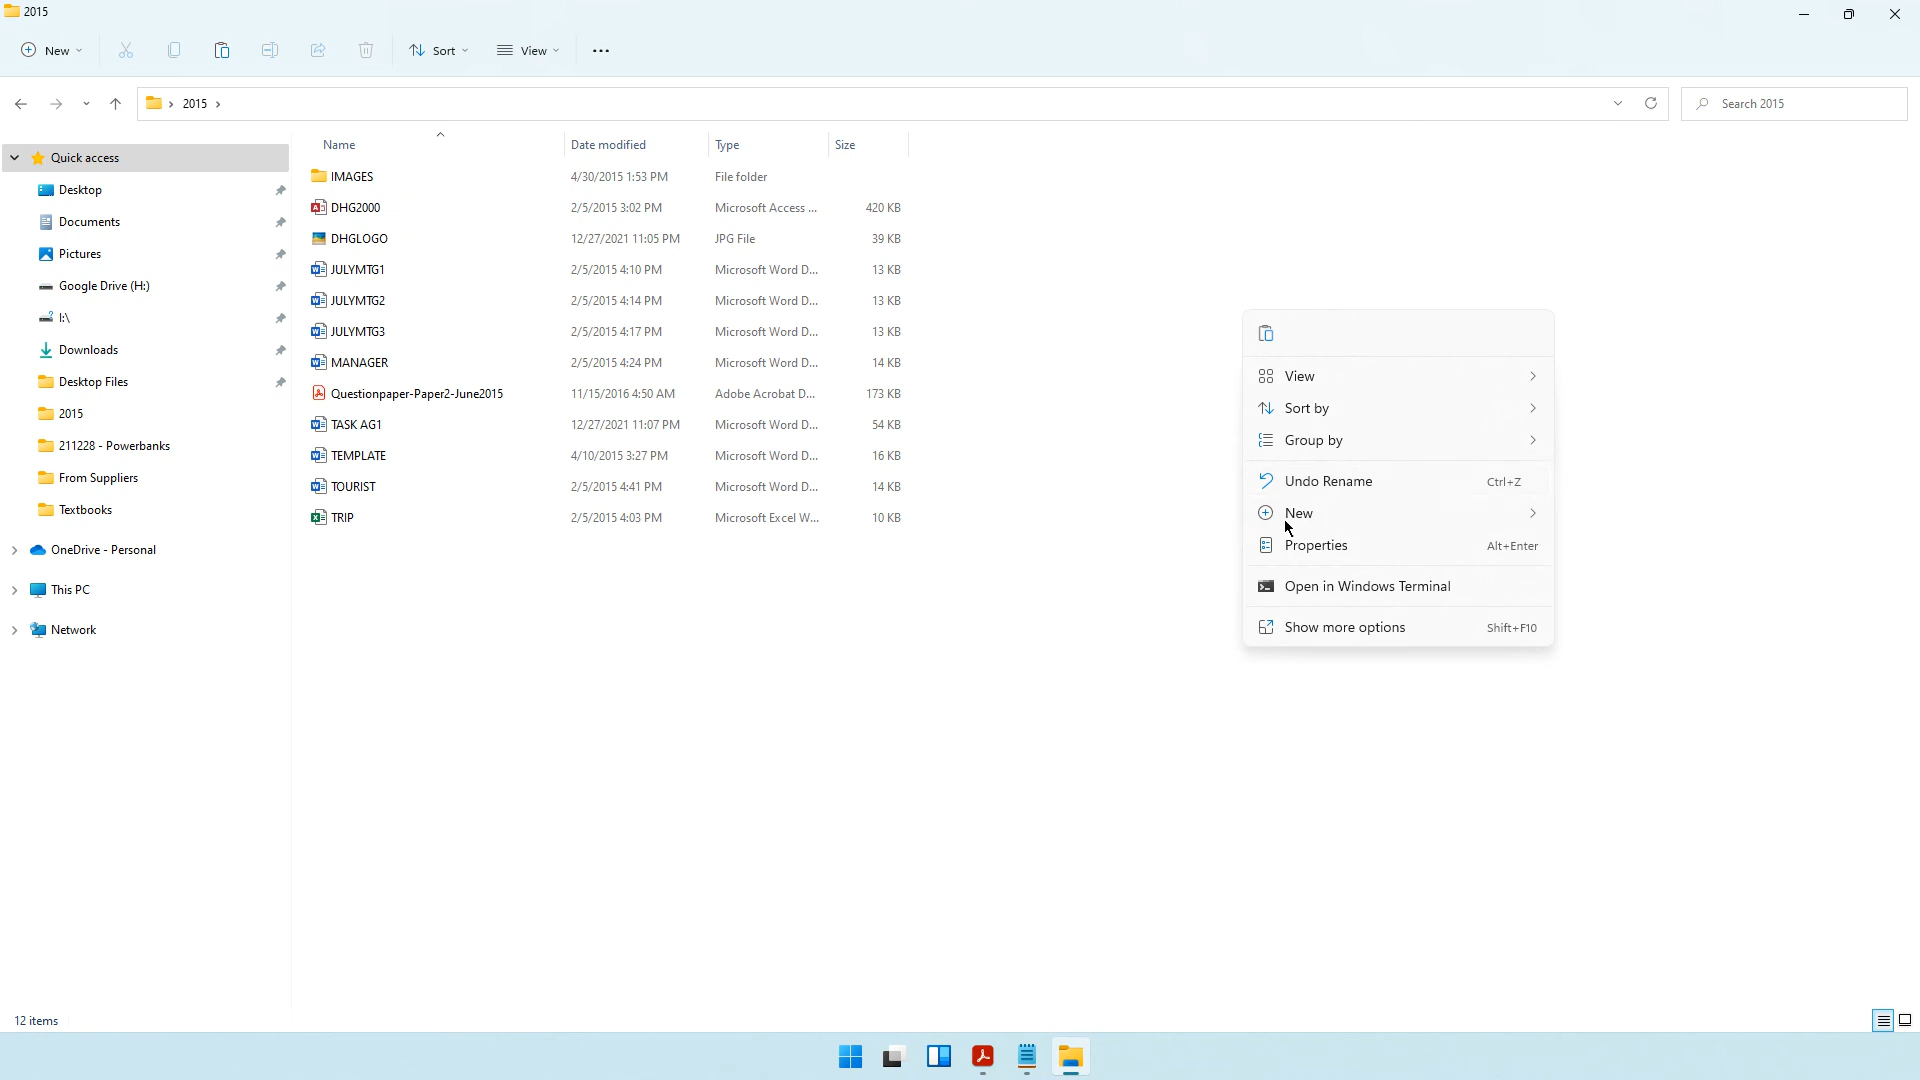 2015
New
Sort
View
2015
Search 2015
Name Date modified Type Size
Quick access
Desktop
Documents
Pictures
Google Drive (H:)
I:\
Downloads
Desktop Files
2015
211228 - Powerbanks
From Suppliers
Textbooks
OneDrive - Personal
This PC
Network
IMAGES 4/30/2015 1:53 PM File folder
DHG2000 2/5/2015 3:02 PM Microsoft Access ... 420 KB
DHGLOGO 12/27/2021 11:05 PM JPG File 39 KB
JULYMTG1 2/5/2015 4:10 PM Microsoft Word D... 13 KB
JULYMTG2 2/5/2015 4:14 PM Microsoft Word D... 13 KB
JULYMTG3 2/5/2015 4:17 PM Microsoft Word D... 13 KB
MANAGER 2/5/2015 4:24 PM Microsoft Word D... 14 KB
Questionpaper-Paper2-June2015 11/15/2016 4:50 AM Adobe Acrobat D... 173 KB
TASK AG1 12/27/2021 11:07 PM Microsoft Word D... 54 KB
TEMPLATE 4/10/2015 3:27 PM Microsoft Word D... 16 KB
TOURIST 2/5/2015 4:41 PM Microsoft Word D... 14 KB
TRIP 2/5/2015 4:03 PM Microsoft Excel W... 10 KB
View
Sort by
Group by
Undo Rename Ctrl+Z
New
Properties Alt+Enter
Open in Windows Terminal
Show more options Shift+F10
12 items